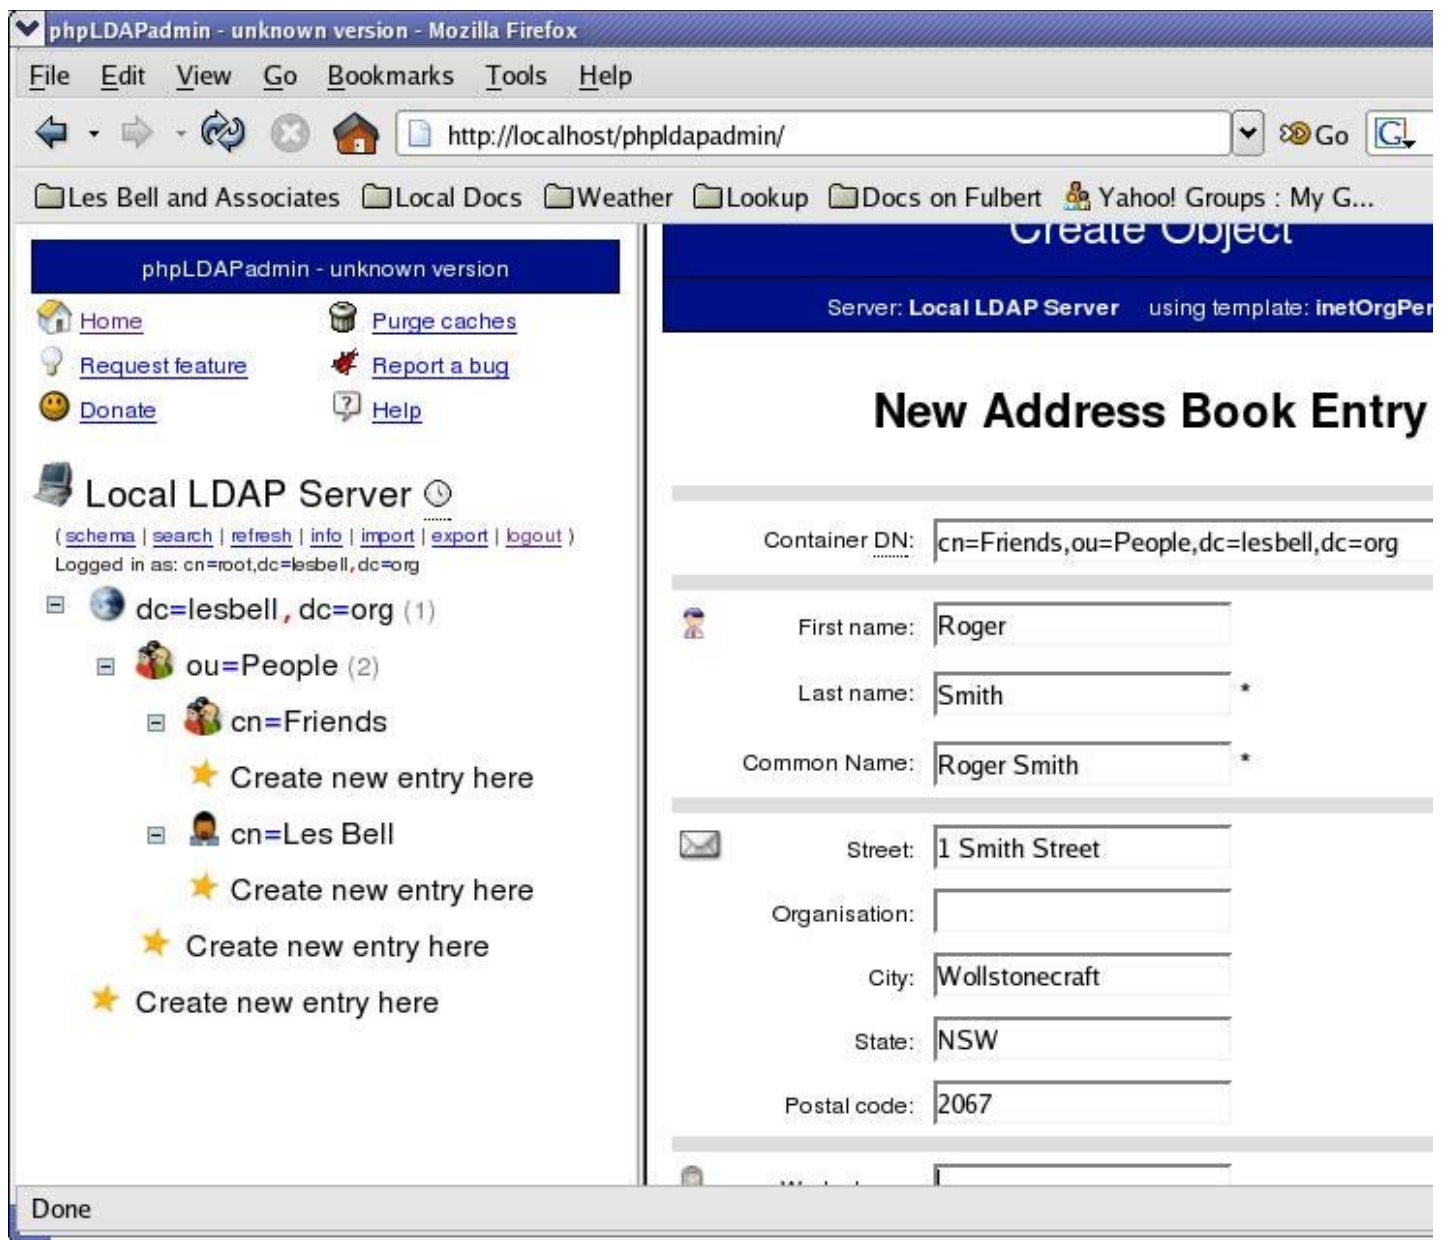 phpLDAPadmin - unknown version - Mozilla Firefox
File Edit View Go Bookmarks Tools Help
http://localhost/phpldapadmin/ Go G
Les Bell and Associates Local Docs Weather Lookup Docs on Fulbert Yahoo! Groups : My G...
phpLDAPadmin - unknown version
Home Purge caches
Request feature Report a bug
Donate Help
Local LDAP Server
( schema | search | refresh | info | import | export | logout )
Logged in as: cn=root,dc=lesbell,dc=org
dc=lesbell, dc=org (1)
ou=People (2)
cn=Friends
Create new entry here
cn=Les Bell
Create new entry here
Create new entry here
Create new entry here
Create Object
Server: Local LDAP Server using template: inetOrgPer
New Address Book Entry
Container DN: cn=Friends,ou=People,dc=lesbell,dc=org
First name: Roger
Last name: Smith *
Common Name: Roger Smith *
Street: 1 Smith Street
Organisation:
City: Wollstonecraft
State: NSW
Postal code: 2067
Done